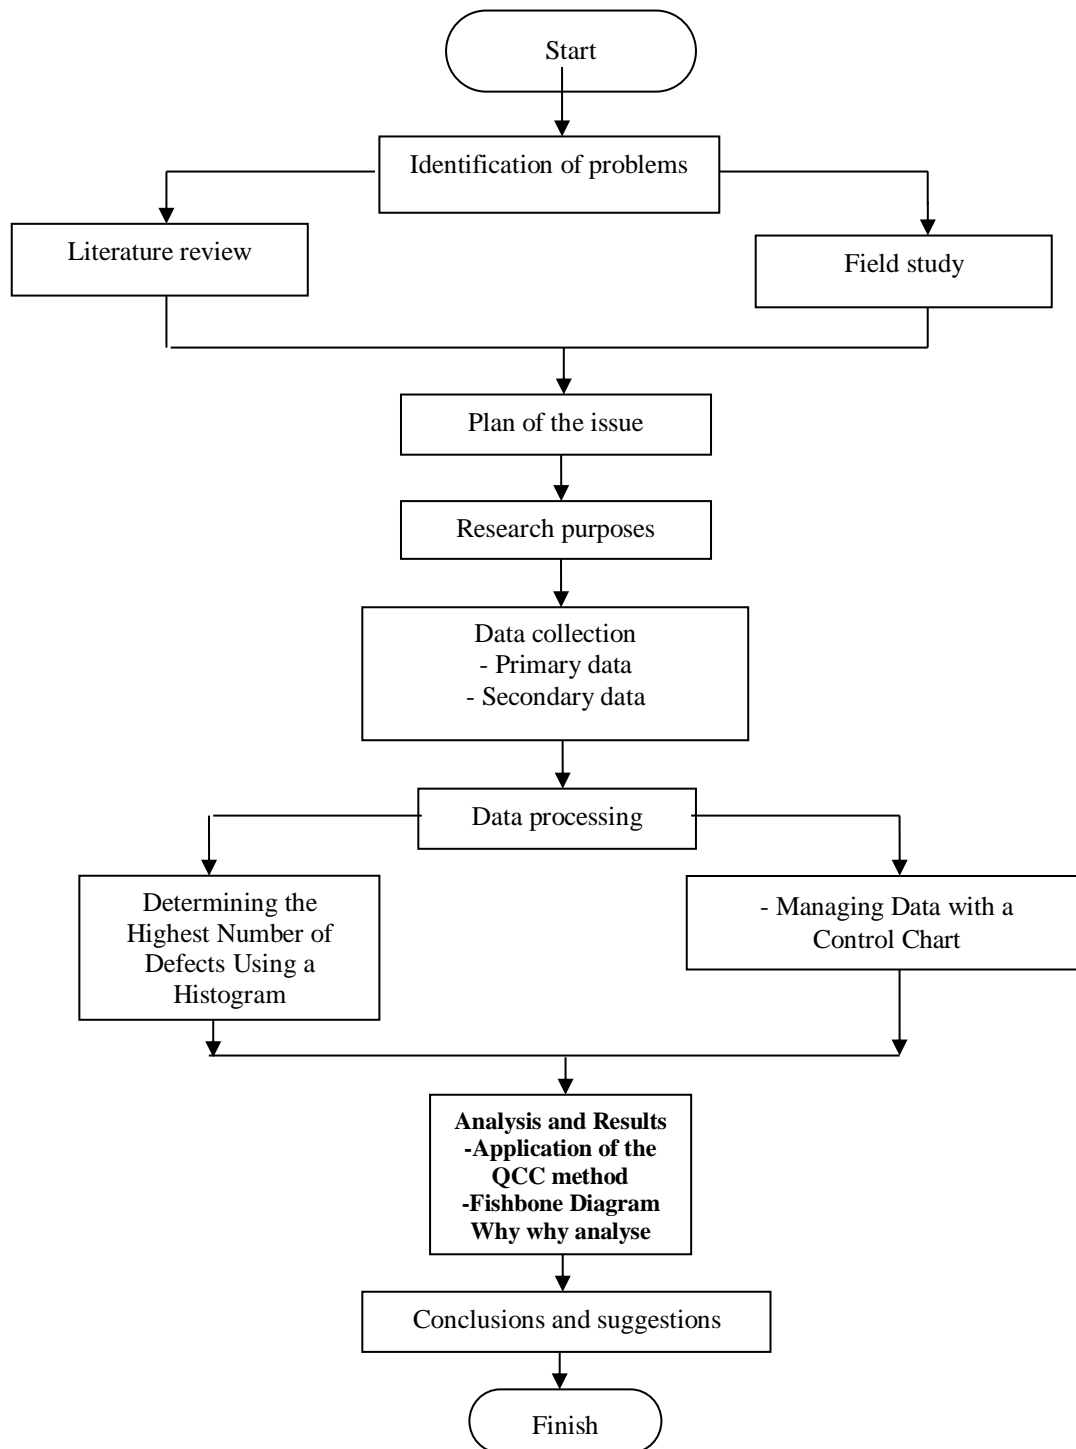 Start
Identification of problems
Literature review
Field study
Plan of the issue
Research purposes
Data collection
- Primary data
- Secondary data
Data processing
Determining the
Highest Number of
Defects Using a
Histogram
- Managing Data with a
Control Chart
Analysis and Results
-Application of the
QCC method
-Fishbone Diagram
Why why analyse
Conclusions and suggestions
Finish